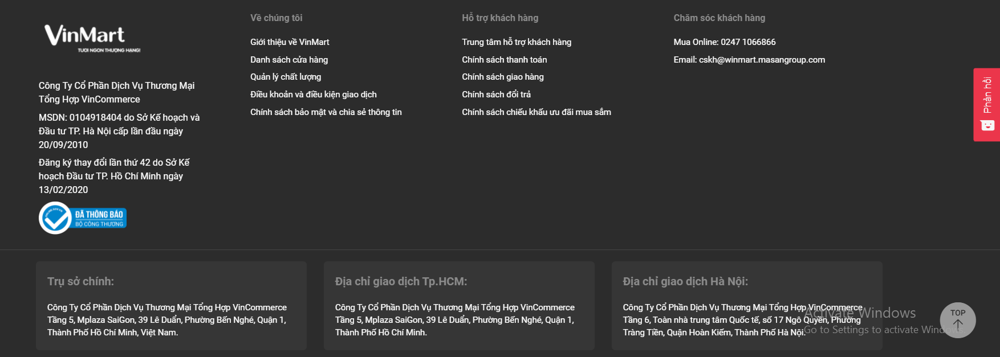 VinMart
TƯƠI NGON THƯỢNG HẠNG!
Công Ty Cổ Phần Dịch Vụ Thương Mại
Tổng Hợp VinCommerce
MSDN: 0104918404 do Sở Kế hoạch và
Đầu tư TP. Hà Nội cấp lần đầu ngày
20/09/2010
Đăng ký thay đổi lần thứ 42 do Sở Kế
hoạch Đầu tư TP. Hồ Chí Minh ngày
13/02/2020
ONLINE.GOV.VN
ĐÃ THÔNG BÁO
BỘ CÔNG THƯƠNG
Về chúng tôi
Giới thiệu về VinMart
Danh sách cửa hàng
Quản lý chất lượng
Điều khoản và điều kiện giao dịch
Chính sách bảo mật và chia sẻ thông tin
Hỗ trợ khách hàng
Trung tâm hỗ trợ khách hàng
Chính sách thanh toán
Chính sách giao hàng
Chính sách đổi trả
Chính sách chiếu khấu ưu đãi mua sắm
Chăm sóc khách hàng
Mua Online: 0247 1066866
Email: cskh@winmart.masangroup.com
Phản hồi
Trụ sở chính:
Công Ty Cổ Phần Dịch Vụ Thương Mại Tổng Hợp VinCommerce
Tầng 5, Mplaza SaiGon, 39 Lê Duẩn, Phường Bến Nghé, Quận 1,
Thành Phố Hồ Chí Minh, Việt Nam.
Địa chỉ giao dịch Tp.HCM:
Công Ty Cổ Phần Dịch Vụ Thương Mại Tổng Hợp VinCommerce
Tầng 5, Mplaza SaiGon, 39 Lê Duẩn, Phường Bến Nghé, Quận 1,
Thành Phố Hồ Chí Minh.
Địa chỉ giao dịch Hà Nội:
Công Ty Cổ Phần Dịch Vụ Thương Mại Tổng Hợp VinCommerce
Tầng 6, Toàn nhà trung tâm Quốc tế, số 17 Ngô Quyền, Phường
Tràng Tiền, Quận Hoàn Kiếm, Thành Phố Hà Nội.
Activate Windows
Go to Settings to activate Windows.
TOP